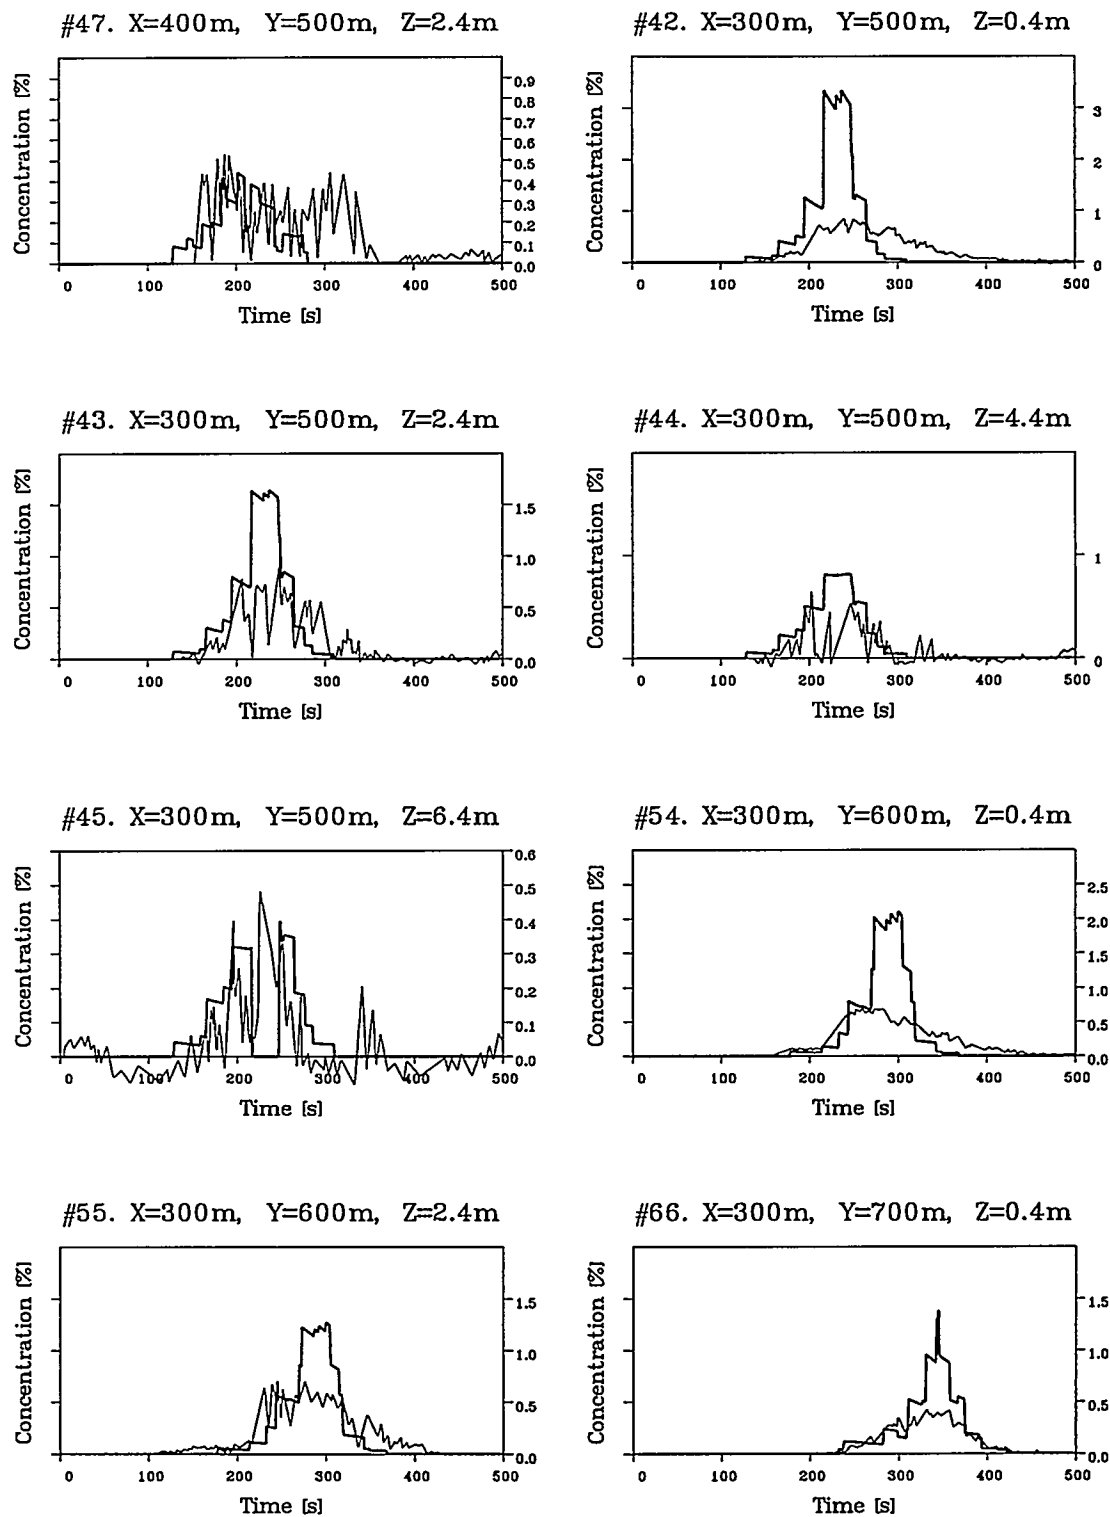 #47. X=400m, Y=500m, Z=2.4m
Concentration [%]
0.9
0.8
0.7
0.6
0.5
0.4
0.3
0.2
0.1
0.0
0 100 200 300 400 500
Time [s]
#42. X=300m, Y=500m, Z=0.4m
Concentration [%]
3
2
1
0
0 100 200 300 400 500
Time [s]
#43. X=300m, Y=500m, Z=2.4m
Concentration [%]
1.5
1.0
0.5
0.0
0 100 200 300 400 500
Time [s]
#44. X=300m, Y=500m, Z=4.4m
Concentration [%]
1
0
0 100 200 300 400 500
Time [s]
#45. X=300m, Y=500m, Z=6.4m
Concentration [%]
0.6
0.5
0.4
0.3
0.2
0.1
0.0
0 100 200 300 400 500
Time [s]
#54. X=300m, Y=600m, Z=0.4m
Concentration [%]
2.5
2.0
1.5
1.0
0.5
0.0
0 100 200 300 400 500
Time [s]
#55. X=300m, Y=600m, Z=2.4m
Concentration [%]
1.5
1.0
0.5
0.0
0 100 200 300 400 500
Time [s]
#66. X=300m, Y=700m, Z=0.4m
Concentration [%]
1.5
1.0
0.5
0.0
0 100 200 300 400 500
Time [s]